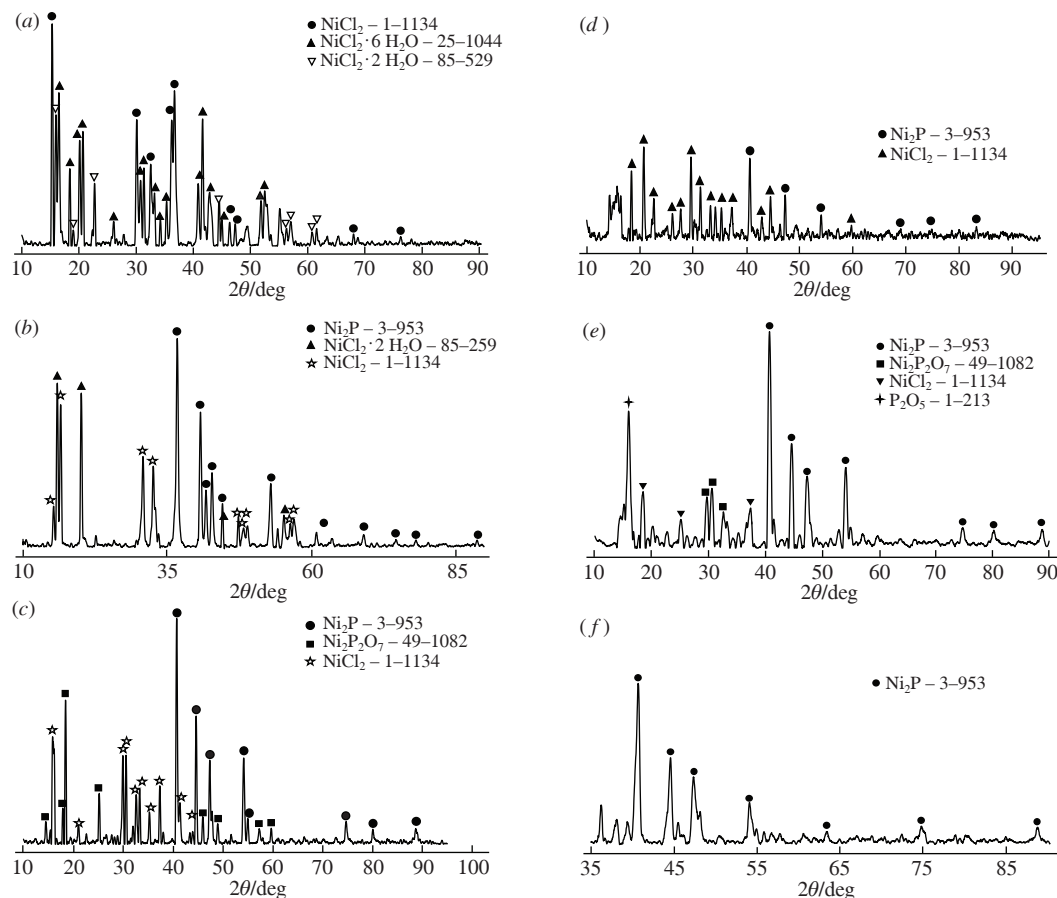 (a)
NiCl₂ – 1–1134
NiCl₂·6 H₂O – 25–1044
NiCl₂·2 H₂O – 85–529
10 20 30 40 50 60 70 80 90
2θ/deg
(b)
Ni₂P – 3–953
NiCl₂·2 H₂O – 85–259
NiCl₂ – 1–1134
10 35 60 85
2θ/deg
(c)
Ni₂P – 3–953
Ni₂P₂O₇ – 49–1082
NiCl₂ – 1–1134
10 20 30 40 50 60 70 80 90 100
2θ/deg
(d)
Ni₂P – 3–953
NiCl₂ – 1–1134
10 20 30 40 50 60 70 80 90
2θ/deg
(e)
Ni₂P – 3–953
Ni₂P₂O₇ – 49–1082
NiCl₂ – 1–1134
P₂O₅ – 1–213
10 20 30 40 50 60 70 80 90
2θ/deg
(f)
Ni₂P – 3–953
35 45 55 65 75 85
2θ/deg